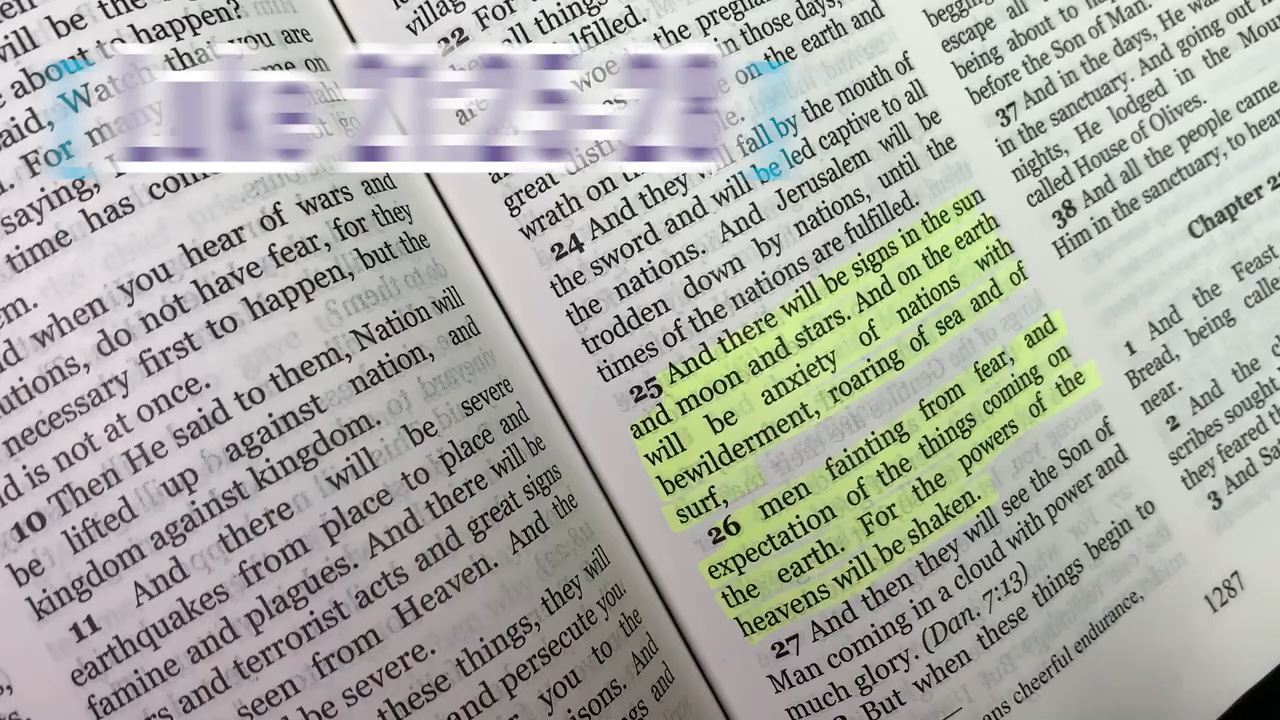 vill be the
about to happen?
aid, Watch that you are
For many
saying, I
time has come
em.
when you hear of wars and
utions, do not have fear, for they
necessary first to happen, but the
is not at once.
10 Then He said to them, Nation will
be lifted up against nation, and
kingdom against kingdom.
11 And there will be severe
earthquakes from place to place and
famine and plagues. And there will be
and terrorist acts and great signs
seen from Heaven. And the
be severe.
these things, they will
and persecute you.
you to the
isons. And
and
22 For
all things
fulfilled.
woe to the pregnant
in those days,
on the earth and
great
wrath on
24 And they will fall by the mouth of
the sword and will be led captive to all
the nations. And Jerusalem will be
trodden down by nations, until the
times of the nations are fulfilled.
25 And there will be signs in the sun
and moon and stars. And on the earth
will be anxiety of nations with
bewilderment, roaring of sea and of
surf,
26 men fainting from fear, and
expectation of the things coming on
the earth. For the powers of the
heavens will be shaken.
27 And then they will see the Son of
Man coming in a cloud with power and
much glory. (Dan. 7:13)
But when these things begin to
ans cheerful endurance,
begging
escape all
being about to
before the Son of Man.
37 And in the days, He was
in the sanctuary. And going out
nights, He lodged in the Mou
called House of Olives.
38 And all the people came
Him in the sanctuary, to hear
Chapter 2
1 And the Feast
Bread, being calle
near.
2 And the ch
scribes sought
they feared th
3 And Sa
1287